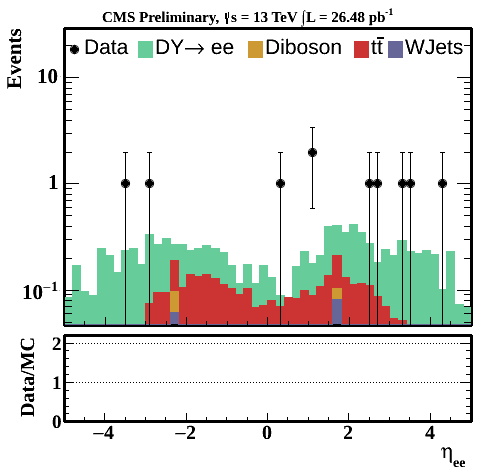 CMS Preliminary, √s = 13 TeV ∫L = 26.48 pb⁻¹
Events
Data DY→ ee Diboson tt̄ WJets
10
1
10⁻¹
Data/MC
2
1
0
−4 −2 0 2 4
η_ee